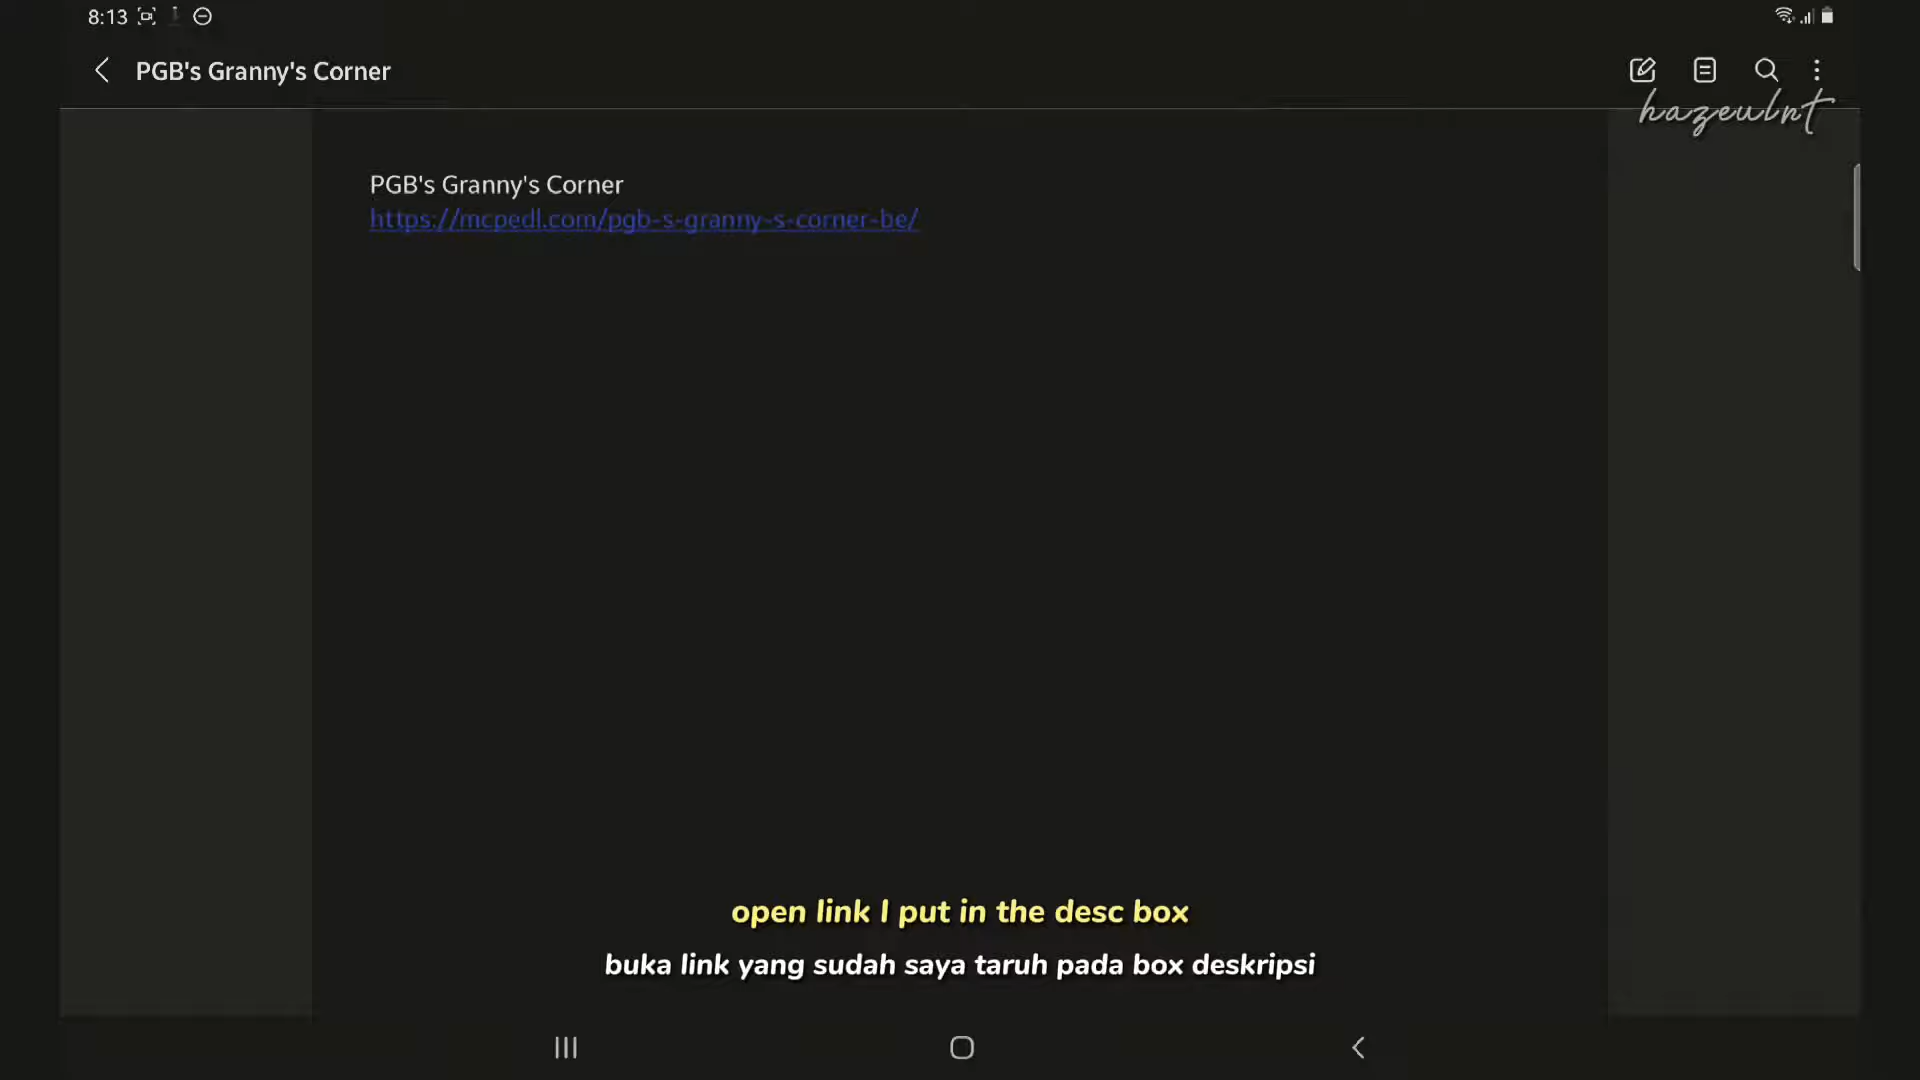 8:13
PGB's Granny's Corner
hazeulnt
PGB's Granny's Corner
https://mcpedl.com/pgb-s-granny-s-corner-be/
open link I put in the desc box
buka link yang sudah saya taruh pada box deskripsi